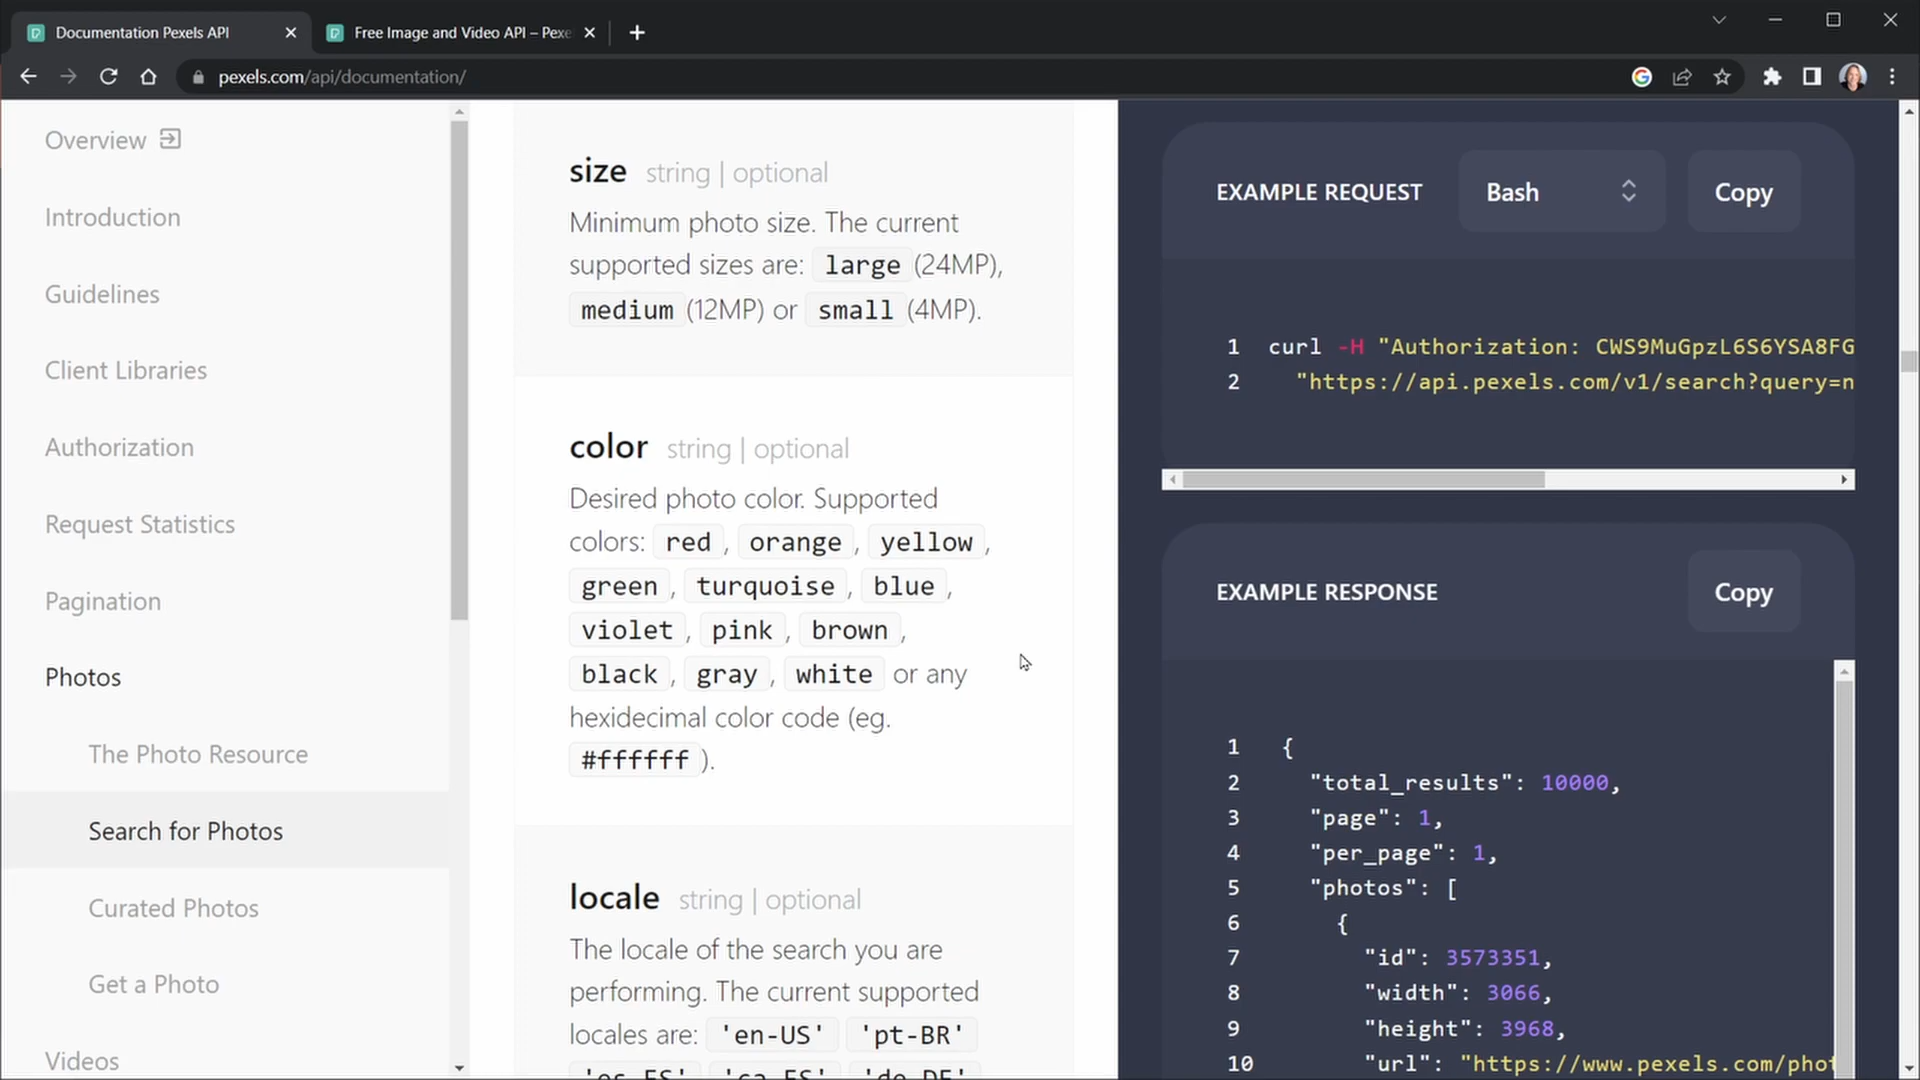 Documentation Pexels API
Free Image and Video API – Pexe
pexels.com/api/documentation/
Overview
Introduction
Guidelines
Client Libraries
Authorization
Request Statistics
Pagination
Photos
The Photo Resource
Search for Photos
Curated Photos
Get a Photo
Videos
size string | optional
Minimum photo size. The current
supported sizes are: large (24MP),
medium (12MP) or small (4MP).
color string | optional
Desired photo color. Supported
colors: red, orange, yellow,
green, turquoise, blue,
violet, pink, brown,
black, gray, white or any
hexidecimal color code (eg.
#ffffff ).
locale string | optional
The locale of the search you are
performing. The current supported
locales are: 'en-US' 'pt-BR'
'es-ES' 'ca-ES' 'de-DE'
EXAMPLE REQUEST
Bash
Copy
1 curl -H "Authorization: CWS9MuGpzL6S6YSA8FG
2 "https://api.pexels.com/v1/search?query=n
EXAMPLE RESPONSE
Copy
1 {
2 "total_results": 10000,
3 "page": 1,
4 "per_page": 1,
5 "photos": [
6 {
7 "id": 3573351,
8 "width": 3066,
9 "height": 3968,
10 "url": "https://www.pexels.com/phot